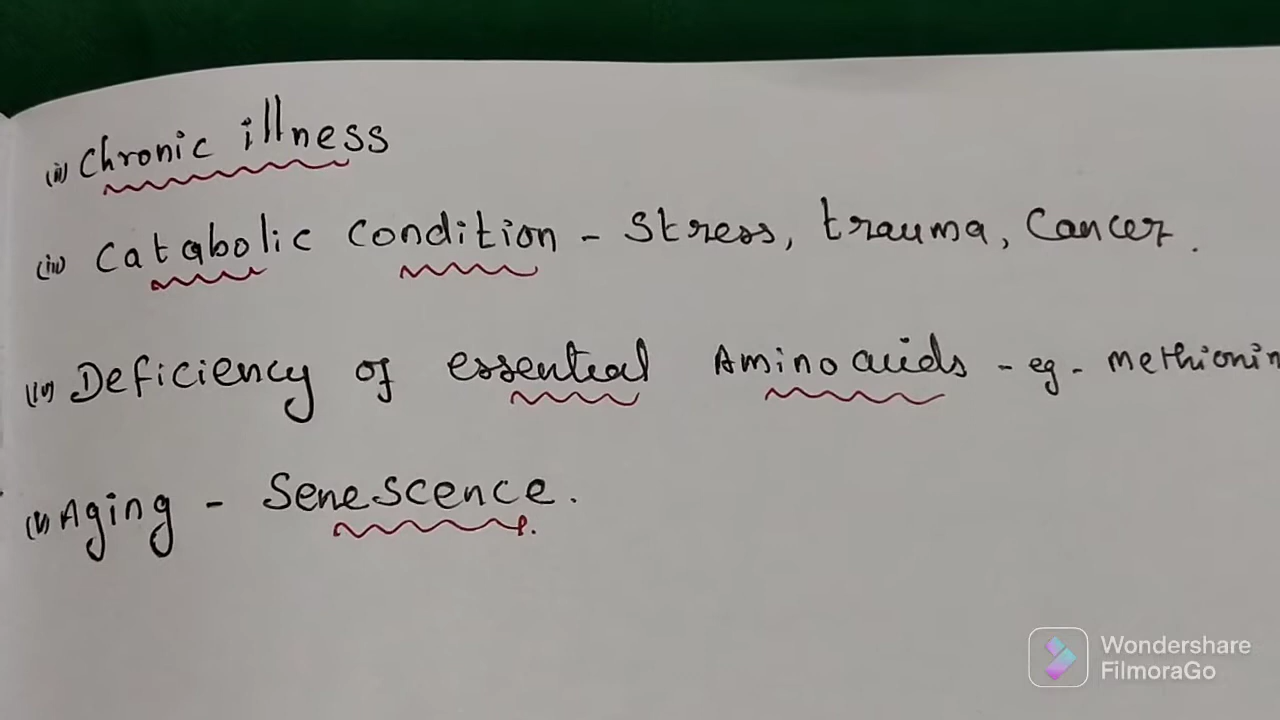 (ii) Chronic illness
(iii) Catabolic condition - Stress, trauma, Cancer.
(iv) Deficiency of essential Amino acids - eg - Methionin
(v) Aging - Senescence.
Wondershare
FilmoraGo